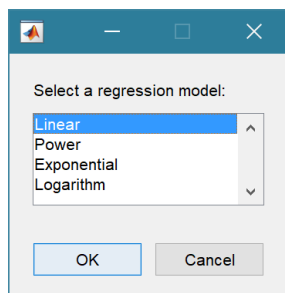 Select a regression model:
Linear
Power
Exponential
Logarithm
OK Cancel